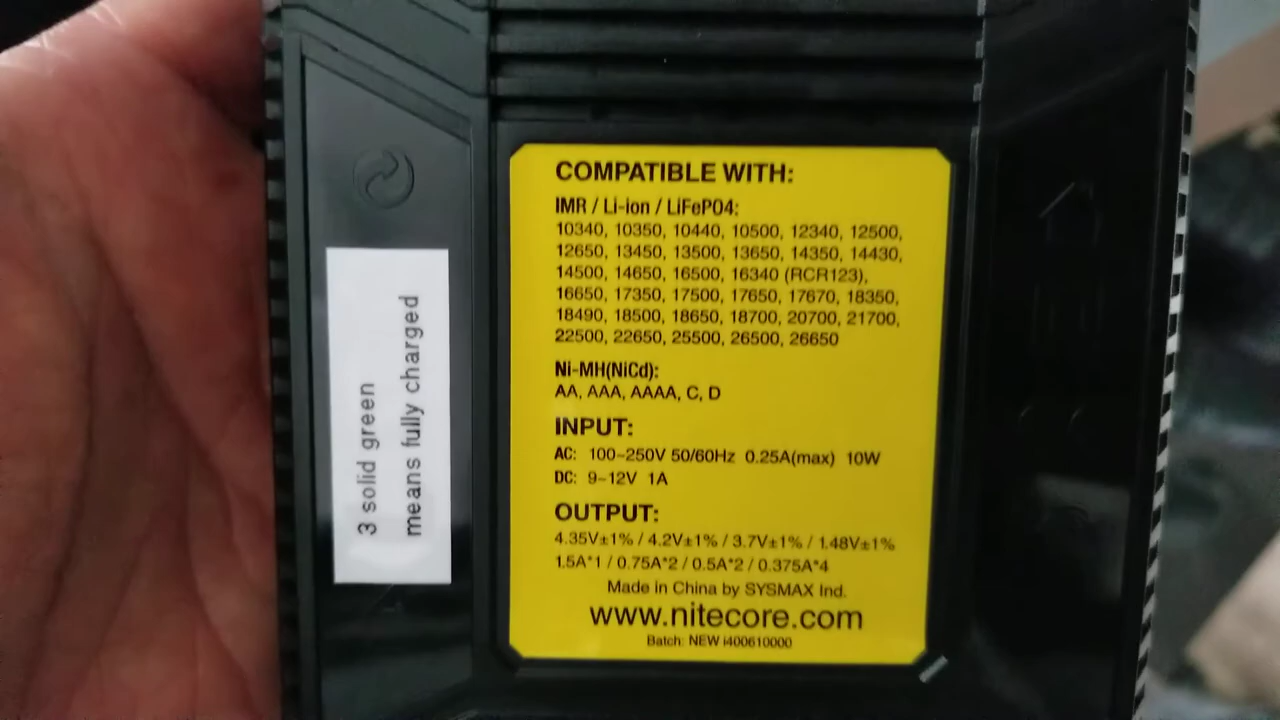 COMPATIBLE WITH:
IMR / Li-ion / LiFePO4:
10340, 10350, 10440, 10500, 12340, 12500,
12650, 13450, 13500, 13650, 14350, 14430,
14500, 14650, 16500, 16340 (RCR123),
16650, 17350, 17500, 17650, 17670, 18350,
18490, 18500, 18650, 18700, 20700, 21700,
22500, 22650, 25500, 26500, 26650
Ni-MH(NiCd):
AA, AAA, AAAA, C, D
INPUT:
AC: 100-250V 50/60Hz 0.25A(max) 10W
DC: 9-12V 1A
OUTPUT:
4.35V±1% / 4.2V±1% / 3.7V±1% / 1.48V±1%
1.5A*1 / 0.75A*2 / 0.5A*2 / 0.375A*4
Made in China by SYSMAX Ind.
www.nitecore.com
Batch: NEW i400610000
3 solid green
means fully charged